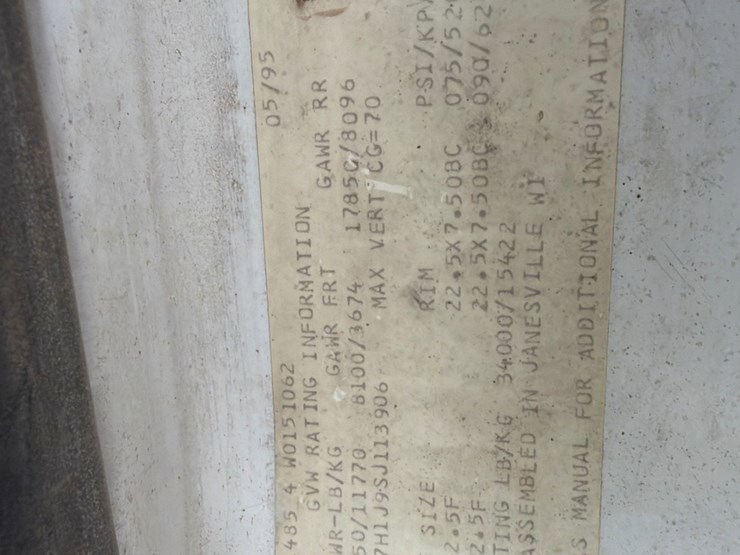 05/95
485 4 W0151062
GVW RATING INFORMATION
WR-LB/KG GAWR FRT GAWR RR
50/11770 8100/3674 17850/8096
7H1J9SJ113906 MAX VERT CG=70
SIZE RIM PSI/KP
2.5F 22.5X7.50BC 075/52
2.5F 22.5X7.50BC 090/62
TING LB/KG 34000/15422
ASSEMBLED IN JANESVILLE WI
S MANUAL FOR ADDITIONAL INFORMATION